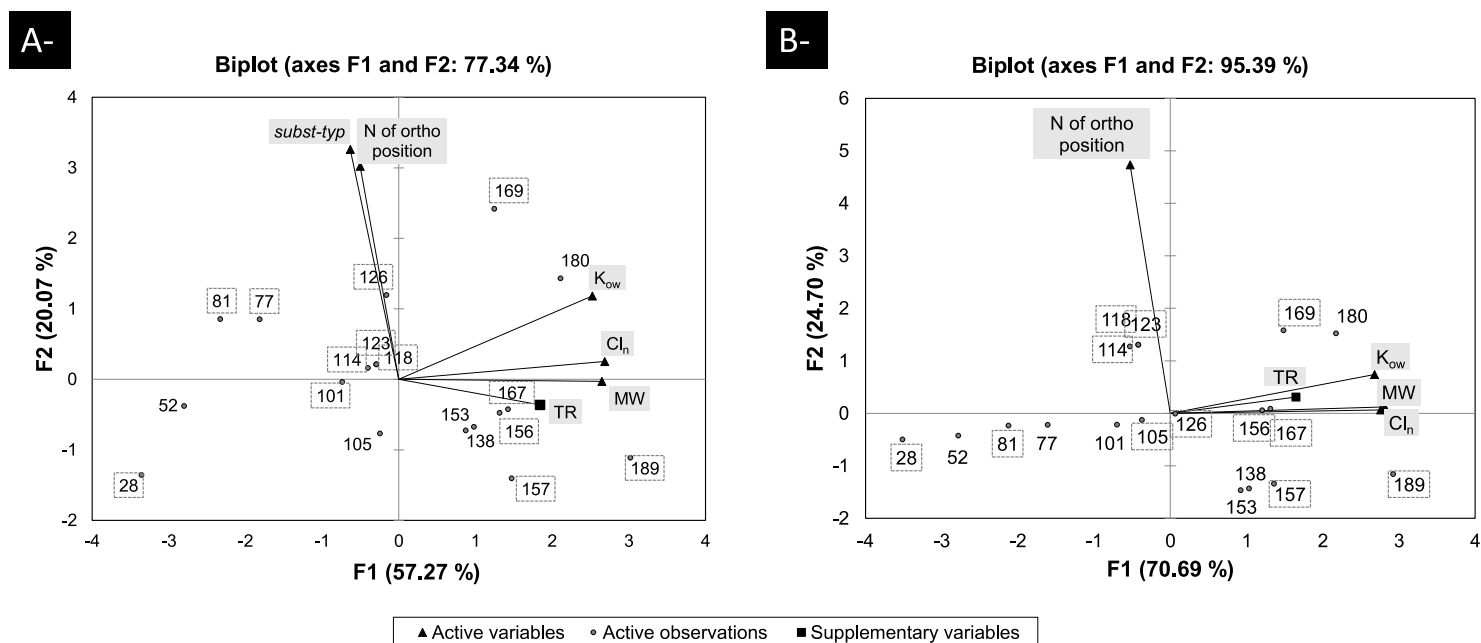 A-
Biplot (axes F1 and F2: 77.34 %)
4
3
2
1
0
-1
-2
-4
-3
-2
-1
0
1
2
3
4
F2 (20.07 %)
F1 (57.27 %)
subst-typ
N of ortho
position
169
180
Kow
126
81
77
123
114
118
Cln
101
MW
TR
52
167
153
138
156
105
189
28
157
B-
Biplot (axes F1 and F2: 95.39 %)
6
5
4
3
2
1
0
-1
-2
-4
-3
-2
-1
0
1
2
3
4
F2 (24.70 %)
F1 (70.69 %)
N of ortho
position
118
123
114
169
180
Kow
TR
MW
Cln
28
52
81
77
101
105
126
156
167
138
153
157
189
Active variables
Active observations
Supplementary variables